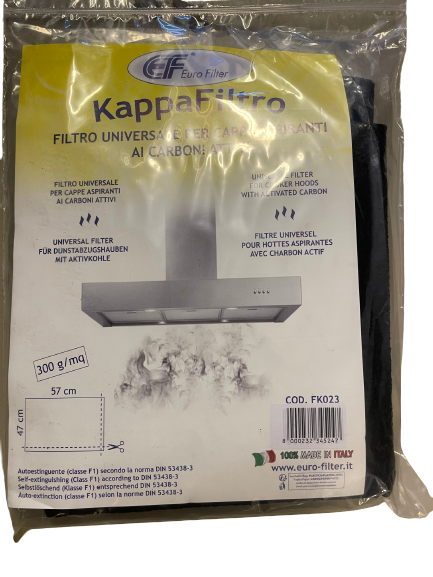 EF
Euro Filter
KappaFiltro
FILTRO UNIVERSALE PER CAPPE ASPIRANTI
AI CARBONI ATTIVI
FILTRO UNIVERSALE
PER CAPPE ASPIRANTI
AI CARBONI ATTIVI
UNIVERSAL FILTER
FÜR DUNSTABZUGSHAUBEN
MIT AKTIVKOHLE
FILTER
FOR COOKER HOODS
WITH ACTIVATED CARBON
FILTRE UNIVERSEL
POUR HOTTES ASPIRANTES
AVEC CHARBON ACTIF
300 g/mq
57 cm
47 cm
COD. FK023
8 000232 345247
100% MADE IN ITALY
www.euro-filter.it
Autoestinguente (classe F1) secondo la norma DIN 53438-3
Self-extinguishing (Class F1) according to DIN 53438-3
Selbstlöschend (Klasse F1) entsprechend DIN 53438-3
Auto-extinction (classe F1) selon la norme DIN 53438-3